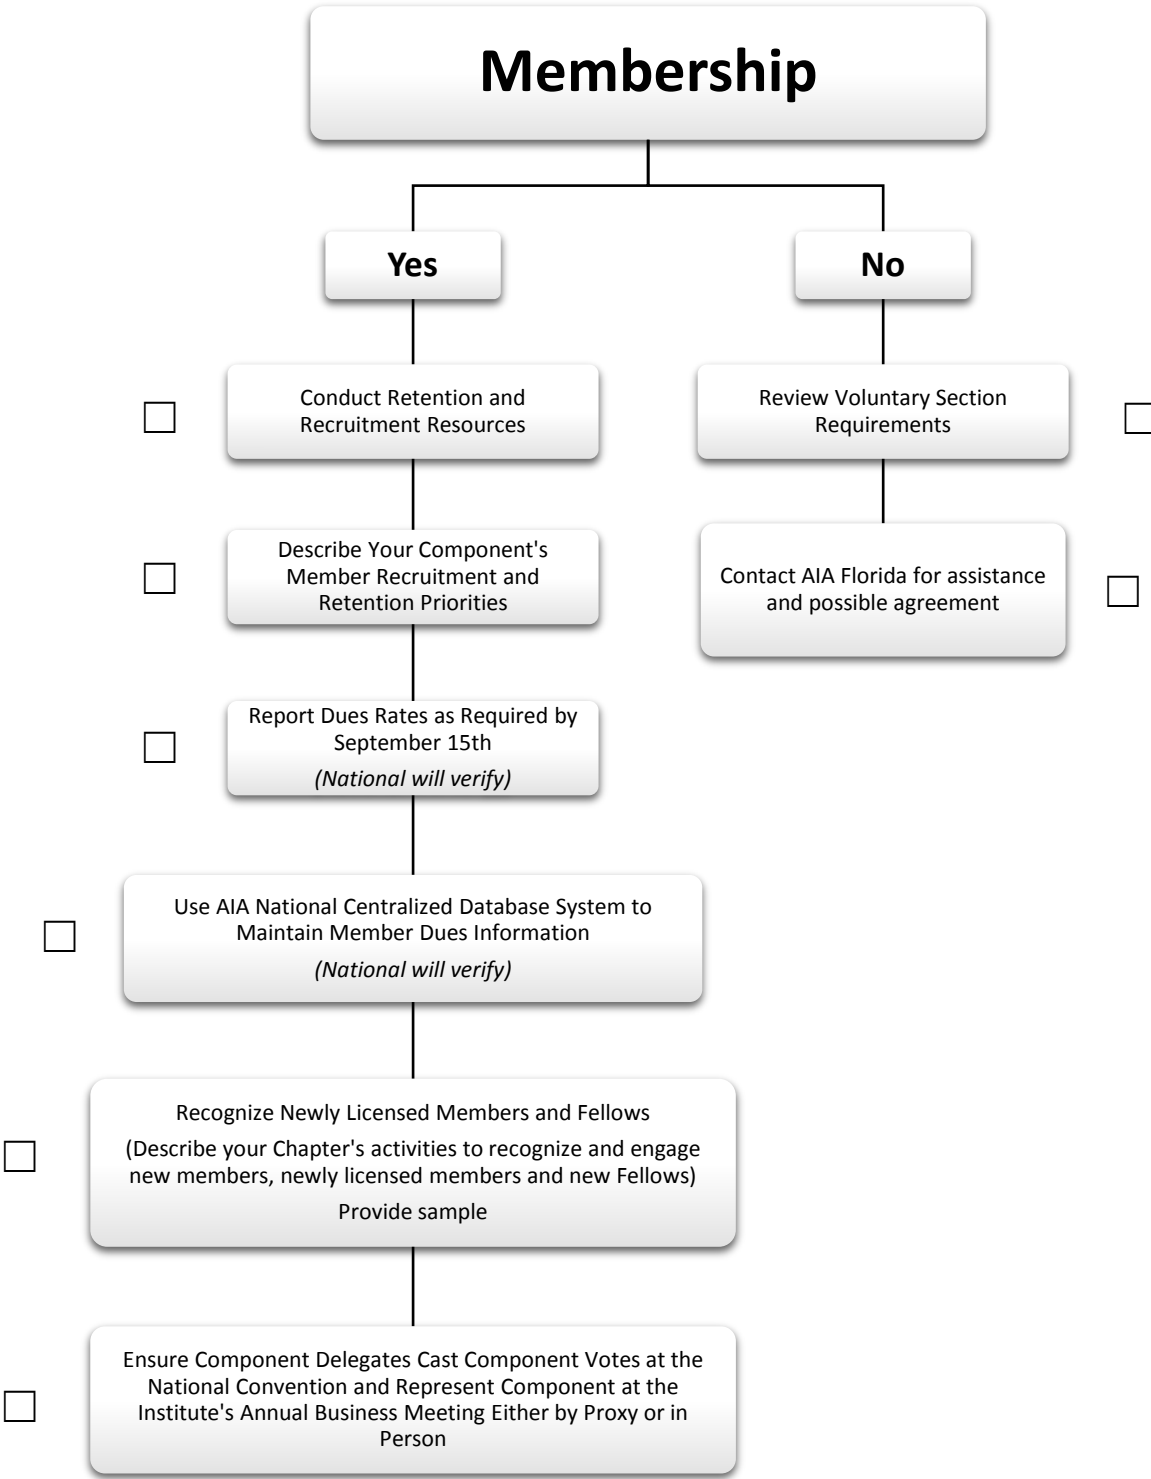 Membership
Yes
No
Conduct Retention and
Recruitment Resources
Review Voluntary Section
Requirements
Describe Your Component's
Member Recruitment and
Retention Priorities
Contact AIA Florida for assistance
and possible agreement
Report Dues Rates as Required by
September 15th
(National will verify)
Use AIA National Centralized Database System to
Maintain Member Dues Information
(National will verify)
Recognize Newly Licensed Members and Fellows
(Describe your Chapter's activities to recognize and engage
new members, newly licensed members and new Fellows)
Provide sample
Ensure Component Delegates Cast Component Votes at the
National Convention and Represent Component at the
Institute's Annual Business Meeting Either by Proxy or in
Person